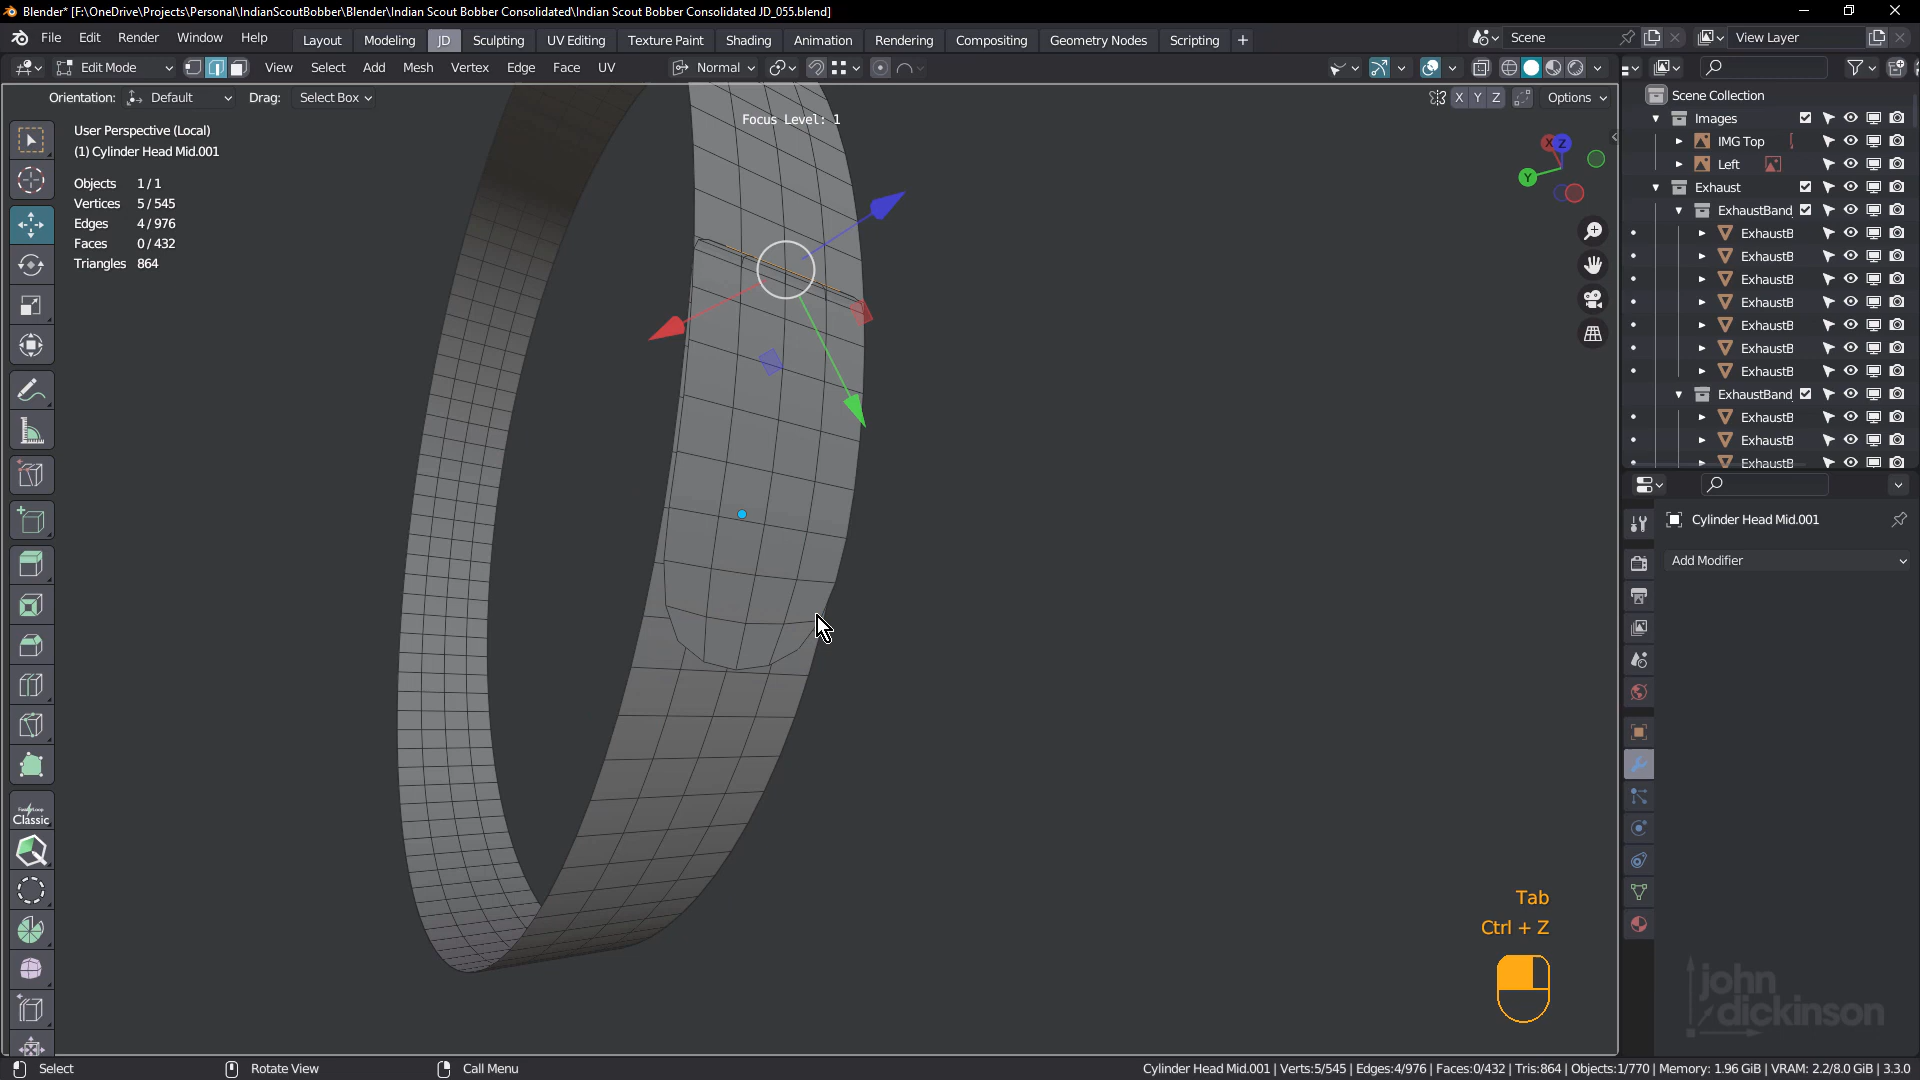 Blender* [F:\OneDrive\Projects\Personal\IndianScoutBobber\Blender\Indian Scout Bobber Consolidated\Indian Scout Bobber Consolidated JD_055.blend]
File Edit Render Window Help Layout Modeling JD Sculpting UV Editing Texture Paint Shading Animation Rendering Compositing Geometry Nodes Scripting + Scene View Layer
Edit Mode View Select Add Mesh Vertex Edge Face UV Normal
Orientation: Default Drag: Select Box X Y Z Options
Focus Level: 1
User Perspective (Local)
(1) Cylinder Head Mid.001
Objects 1/1
Vertices 5/545
Edges 4/976
Faces 0/432
Triangles 864
X Z
Y
Scene Collection
Images
IMG Top
Left
Exhaust
ExhaustBand
ExhaustB
ExhaustB
ExhaustB
ExhaustB
ExhaustB
ExhaustB
ExhaustB
ExhaustBand
ExhaustB
ExhaustB
ExhaustB
Cylinder Head Mid.001
Add Modifier
Classic
Tab
Ctrl + Z
john
dickinson
Select Rotate View Call Menu
Cylinder Head Mid.001 | Verts:5/545 | Edges:4/976 | Faces:0/432 | Tris:864 | Objects:1/770 | Memory: 1.96 GiB | VRAM: 2.2/8.0 GiB | 3.3.0